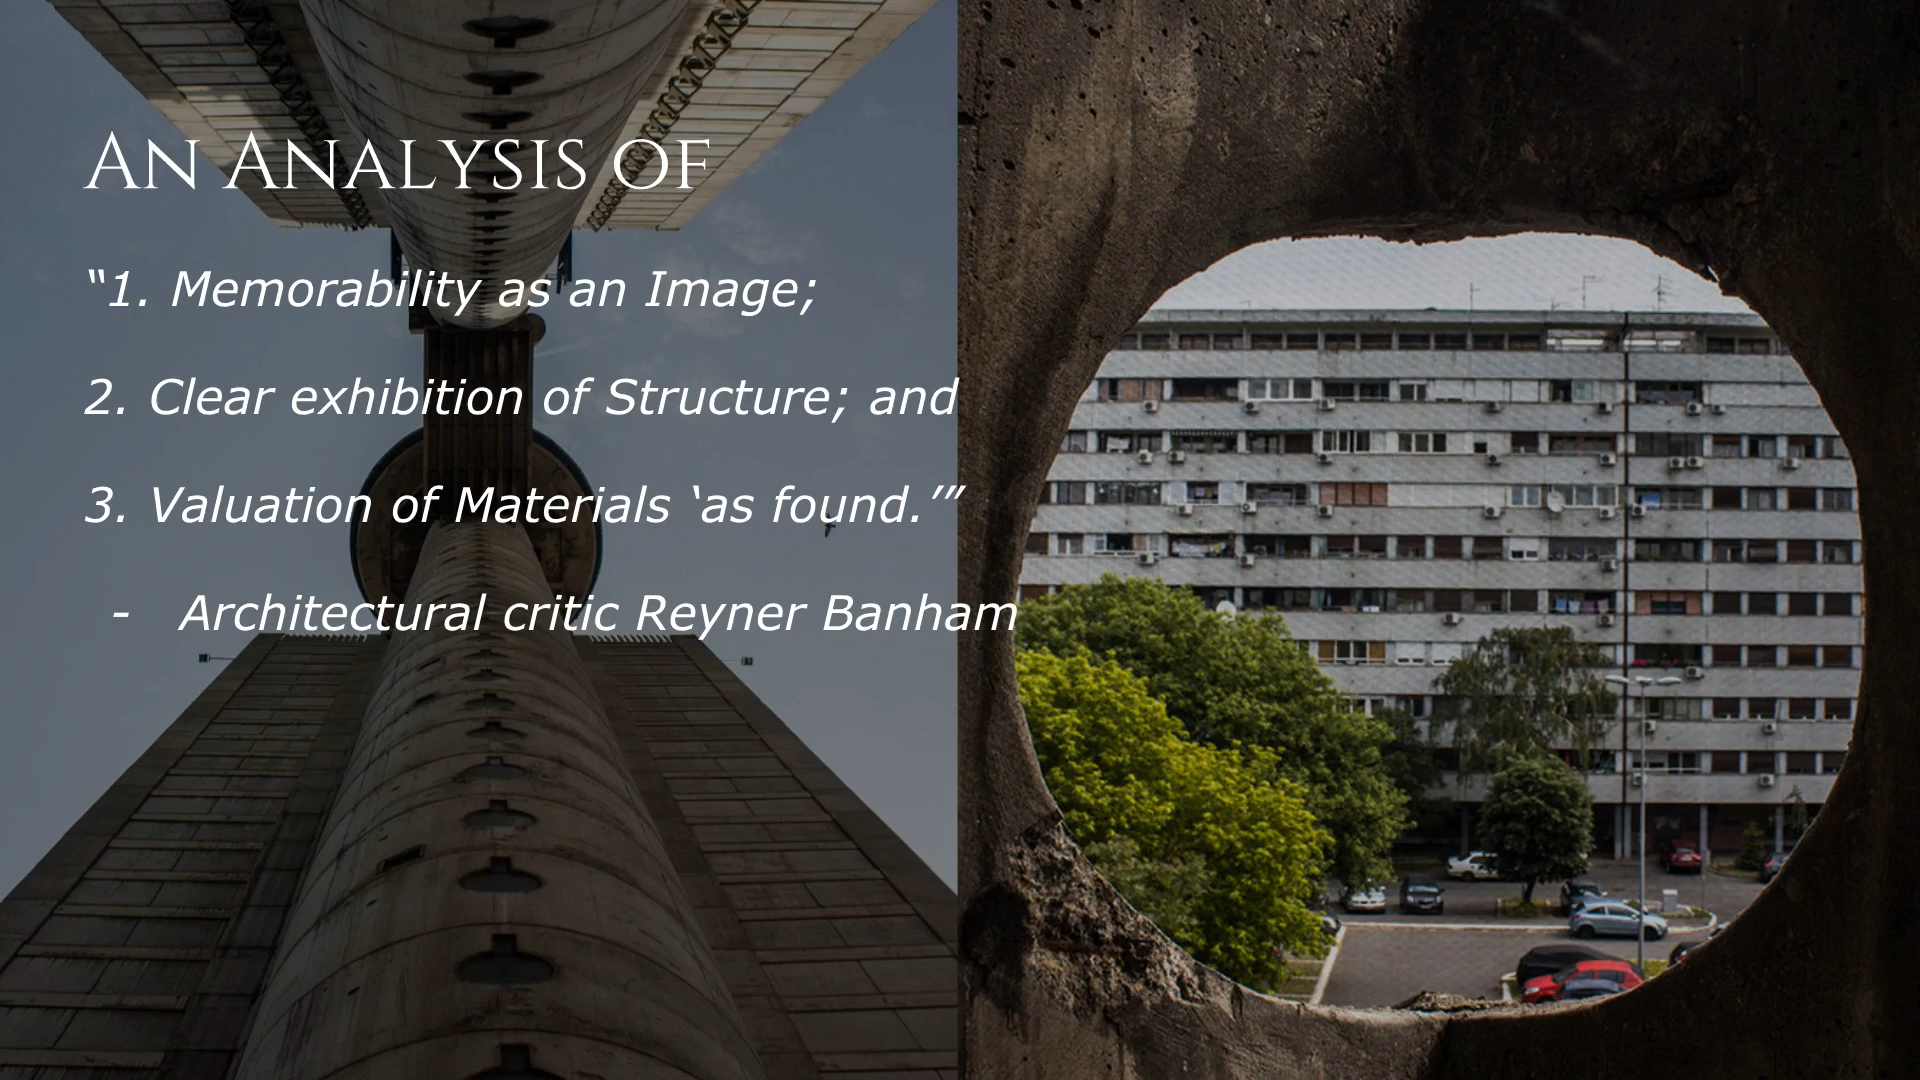 An Analysis of
“1. Memorability as an Image;
2. Clear exhibition of Structure; and
3. Valuation of Materials ‘as found.’”
- Architectural critic Reyner Banham